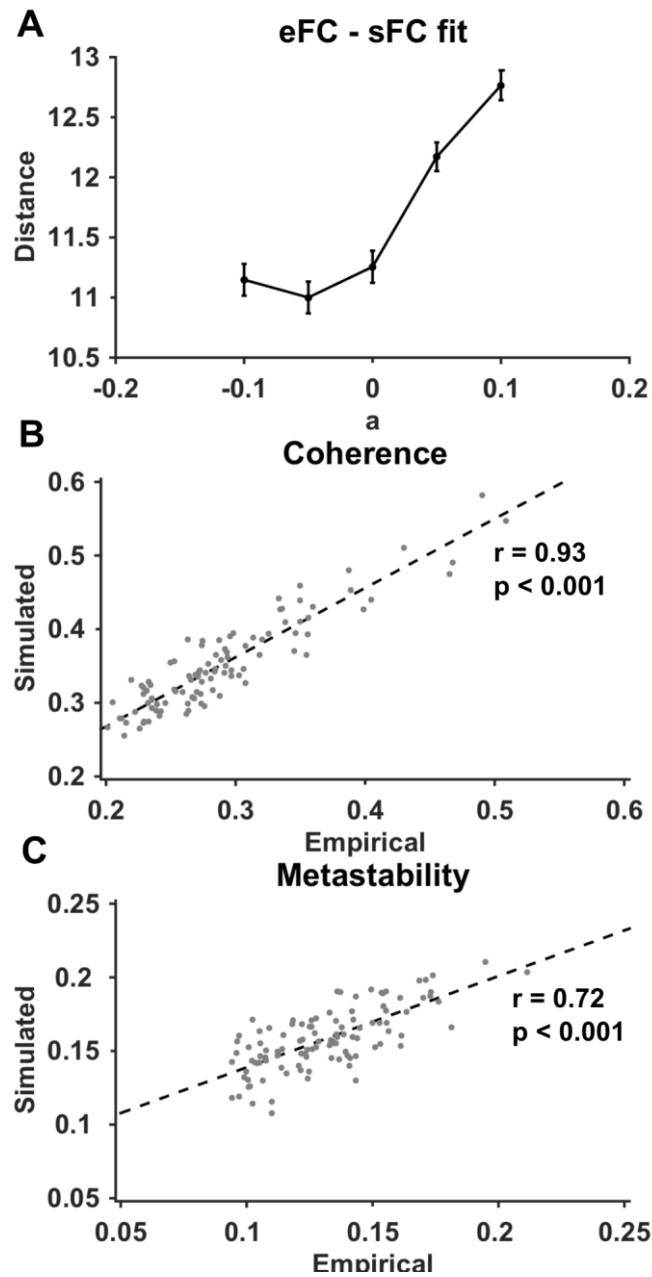 A
eFC - sFC fit
13
12.5
12
11.5
11
10.5
Distance
-0.2 -0.1 0 0.1 0.2
a
B
Coherence
0.6
0.5
0.4
0.3
0.2
Simulated
r = 0.93
p < 0.001
0.2 0.3 0.4 0.5 0.6
Empirical
C
Metastability
0.25
0.2
0.15
0.1
0.05
Simulated
r = 0.72
p < 0.001
0.05 0.1 0.15 0.2 0.25
Empirical